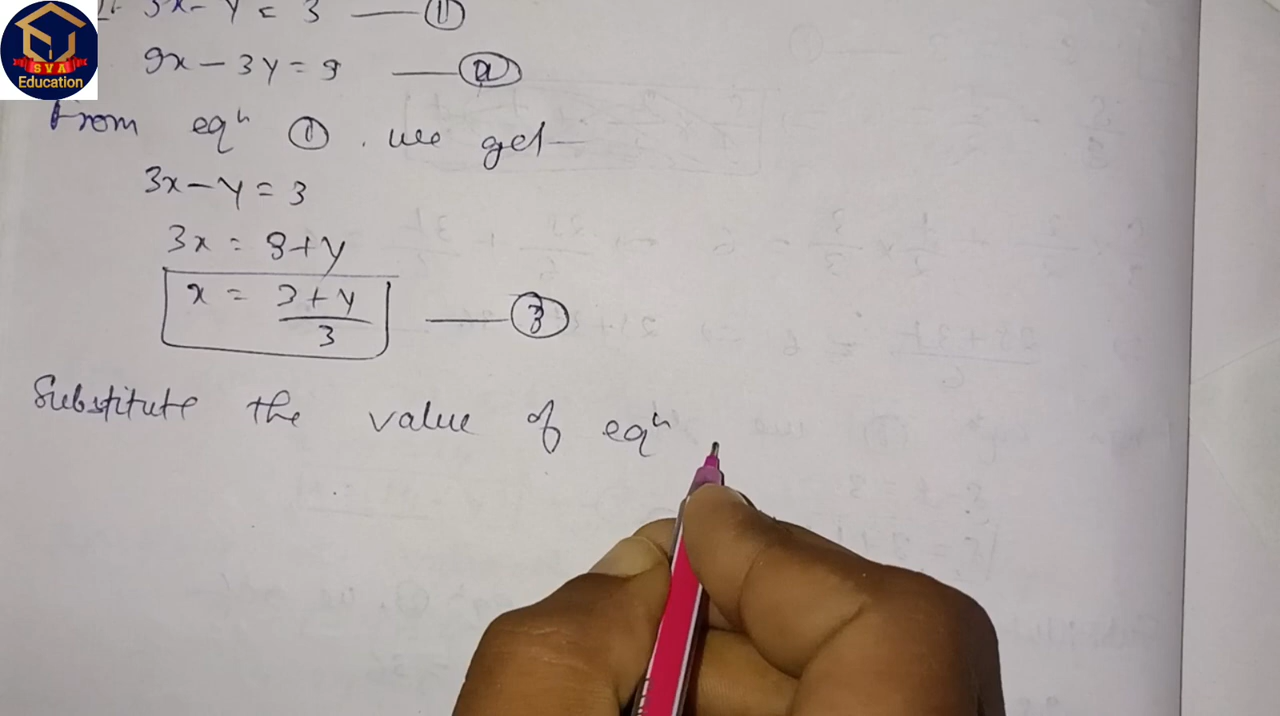 SVA
Education
3x - y = 3 —— ①
9x - 3y = 9 —— ②
From eqⁿ ①, we get —
3x - y = 3
3x = 3 + y
x = 3 + y / 3 —— ③
Substitute the value of eqⁿ